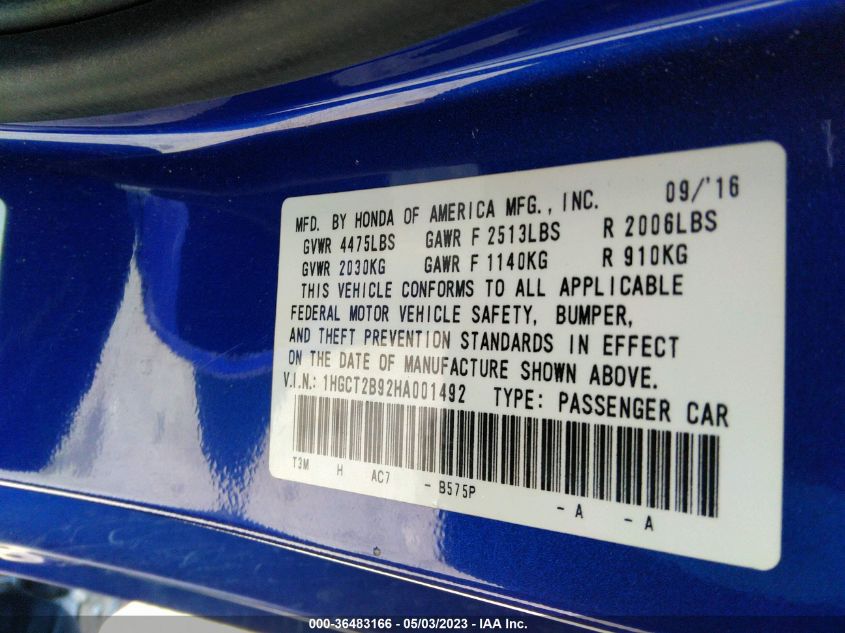 MFD. BY HONDA OF AMERICA MFG., INC. 09/'16
GVWR 4475LBS GAWR F 2513LBS R 2006LBS
GVWR 2030KG GAWR F 1140KG R 910KG
THIS VEHICLE CONFORMS TO ALL APPLICABLE
FEDERAL MOTOR VEHICLE SAFETY, BUMPER,
AND THEFT PREVENTION STANDARDS IN EFFECT
ON THE DATE OF MANUFACTURE SHOWN ABOVE.
V.I.N.: 1HGCT2B92HA001492 TYPE: PASSENGER CAR
T3M H AC7 - B575P - A - A
000-36483166 - 05/03/2023 - IAA Inc.